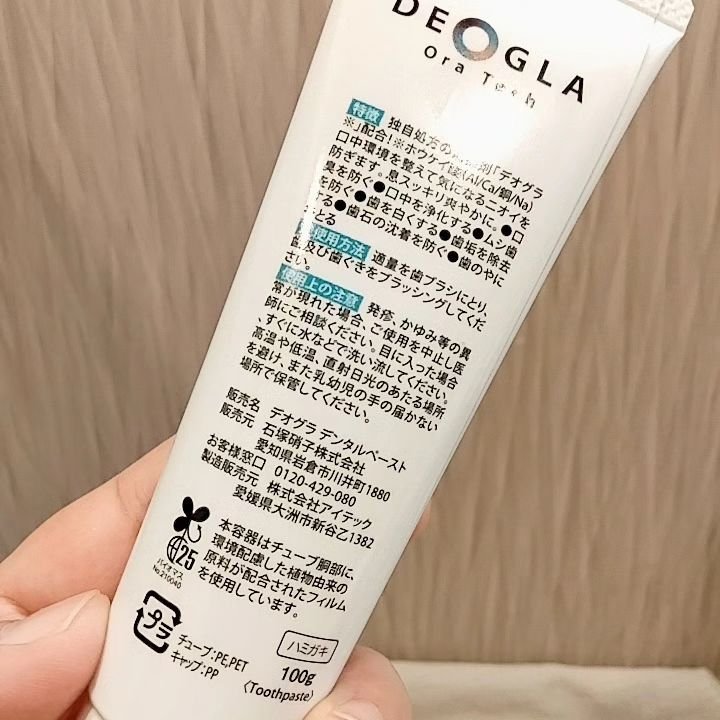 DEOGLA
Ora Tech
特徴 独自処方の 剤「デオグラ
※」配合!※ホウケイ酸(Al/Ca/銅/Na)
口中環境を整えて気になるニオイを
防ぎます。息スッキリ爽やかに。●口
臭を防ぐ●口中を浄化する●ムシ歯
を防ぐ●歯を白くする●歯垢を除去
する●歯石の沈着を防ぐ●歯のやに
をとる
使用方法 適量を歯ブラシにとり、
歯及び歯ぐきをブラッシングしてくだ
さい。
使用上の注意 発疹、かゆみ等の異
常が現れた場合、ご使用を中止し医
師にご相談ください。目に入った場合
、すぐに水などで洗い流してください。
高温や低温、直射日光のあたる場所
を避け、また乳幼児の手の届かない
場所で保管してください。
販売名 デオグラ デンタルペースト
販売元 石塚硝子株式会社
愛知県岩倉市川井町1880
お客様窓口 0120-429-080
製造販売元 株式会社アイテック
愛媛県大洲市新谷乙1382
本容器はチューブ胴部に、
環境配慮した植物由来の
原料が配合されたフィルム
を使用しています。
25
バイオマス
No.210040
プラ
チューブ:PE,PET
キャップ:PP
ハミガキ
100g
〈Toothpaste〉